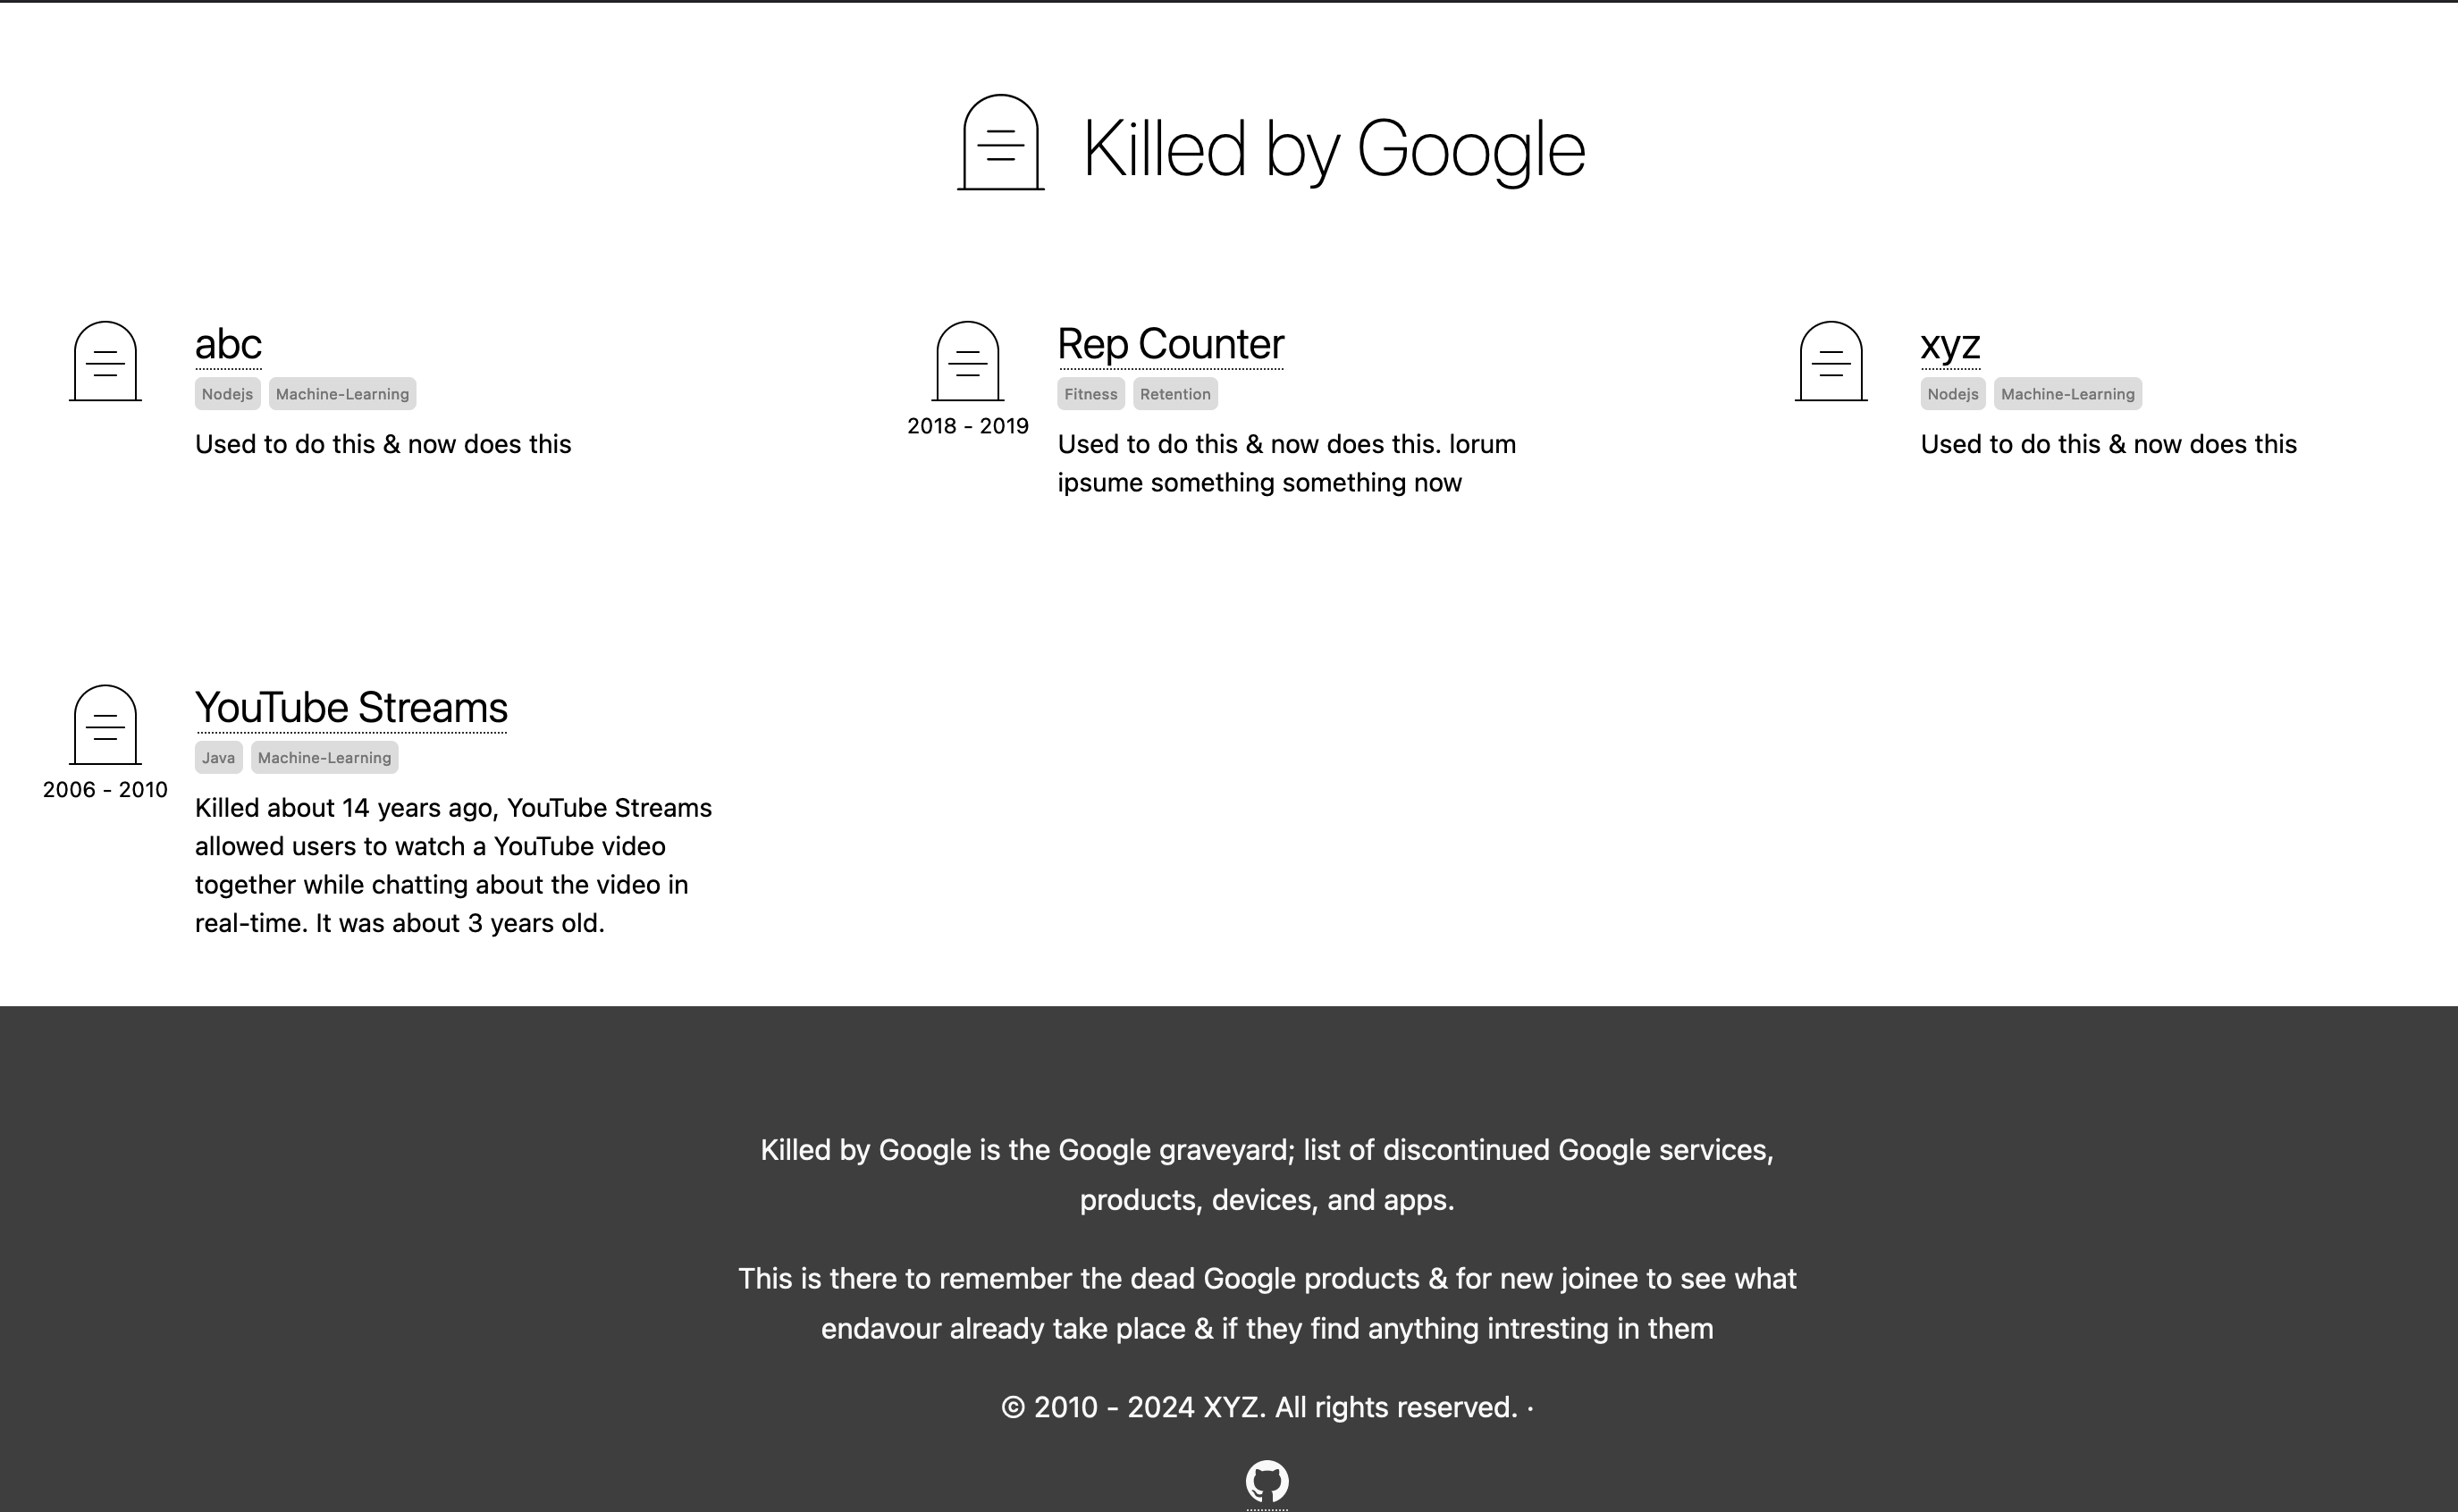 Killed by Google
abc
Nodejs Machine-Learning
Used to do this & now does this
Rep Counter
Fitness Retention
2018 - 2019
Used to do this & now does this. lorum
ipsume something something now
xyz
Nodejs Machine-Learning
Used to do this & now does this
YouTube Streams
Java Machine-Learning
2006 - 2010
Killed about 14 years ago, YouTube Streams
allowed users to watch a YouTube video
together while chatting about the video in
real-time. It was about 3 years old.
Killed by Google is the Google graveyard; list of discontinued Google services,
products, devices, and apps.
This is there to remember the dead Google products & for new joinee to see what
endavour already take place & if they find anything intresting in them
© 2010 - 2024 XYZ. All rights reserved. ·